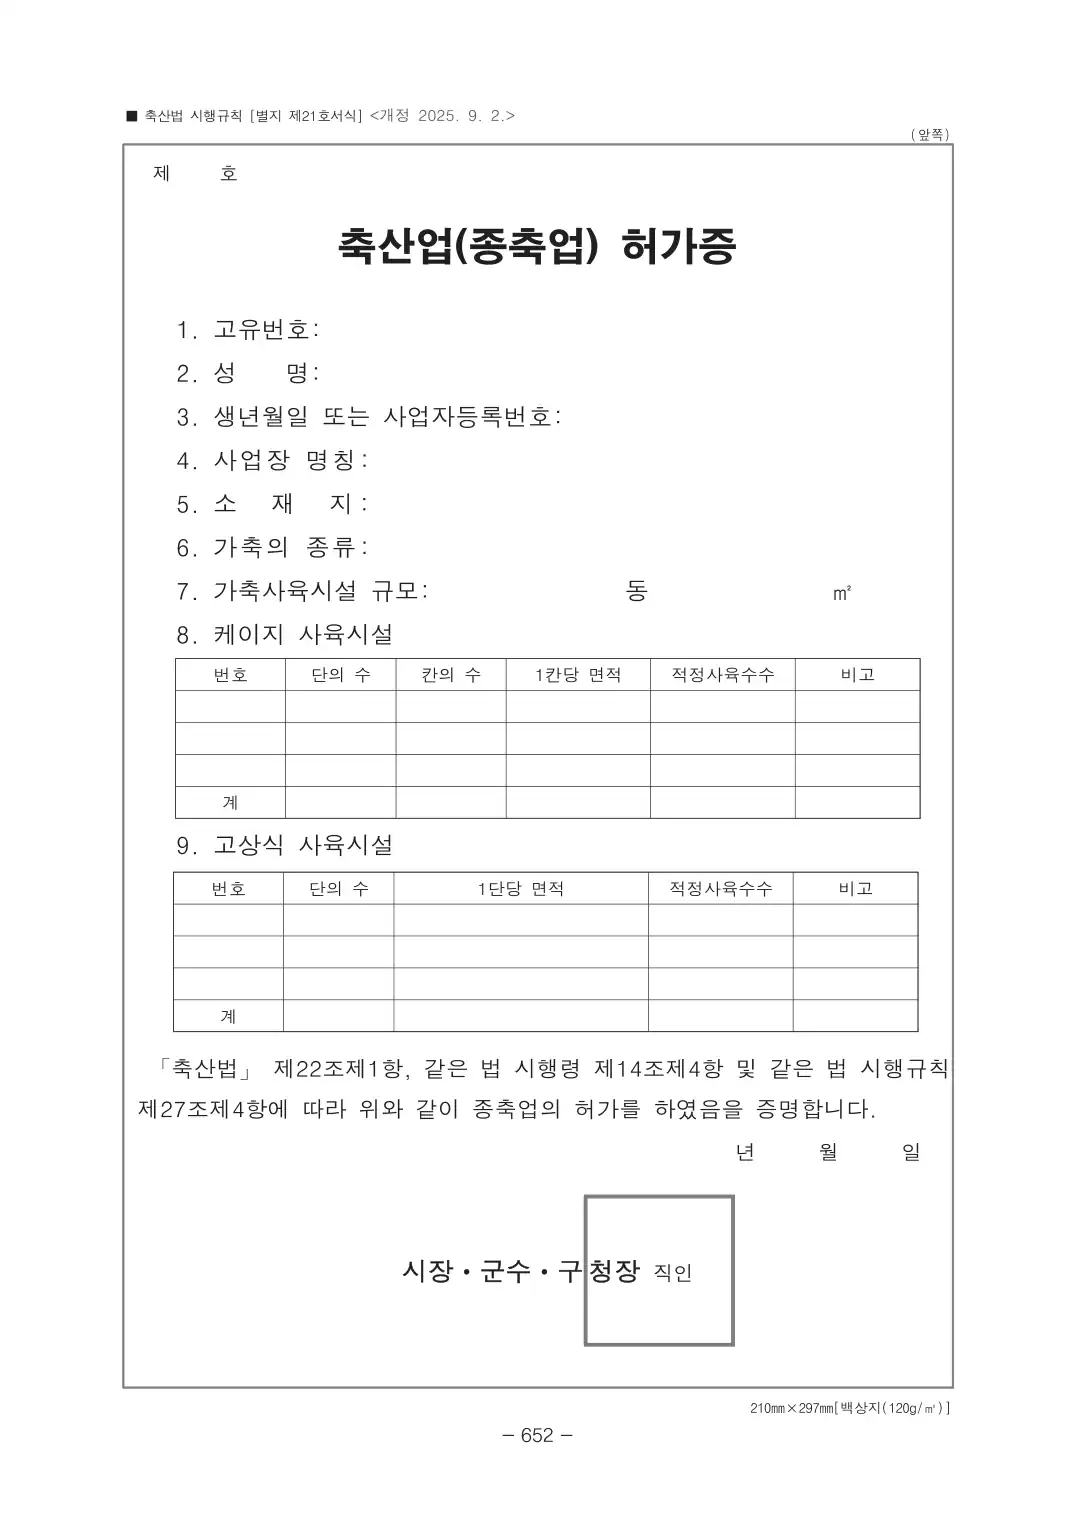 ■ 축산법 시행규칙 [별지 제21호서식] <개정 2025. 9. 2.>
(앞쪽)
제 호
축산업(종축업) 허가증
1. 고유번호:
2. 성 명:
3. 생년월일 또는 사업자등록번호:
4. 사업장 명칭:
5. 소 재 지:
6. 가축의 종류:
7. 가축사육시설 규모: 동 ㎡
8. 케이지 사육시설
번호 단의 수 칸의 수 1칸당 면적 적정사육수수 비고
계
9. 고상식 사육시설
번호 단의 수 1단당 면적 적정사육수수 비고
계
「축산법」 제22조제1항, 같은 법 시행령 제14조제4항 및 같은 법 시행규칙
제27조제4항에 따라 위와 같이 종축업의 허가를 하였음을 증명합니다.
년 월 일
시장·군수·구청장 직인
210㎜×297㎜[백상지(120g/㎡)]
- 652 -